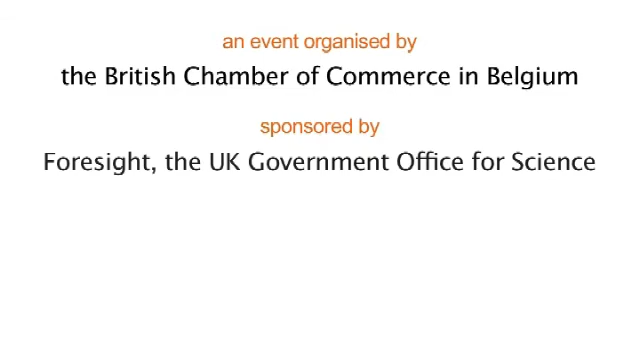 an event organised by
the British Chamber of Commerce in Belgium
sponsored by
Foresight, the UK Government Office for Science